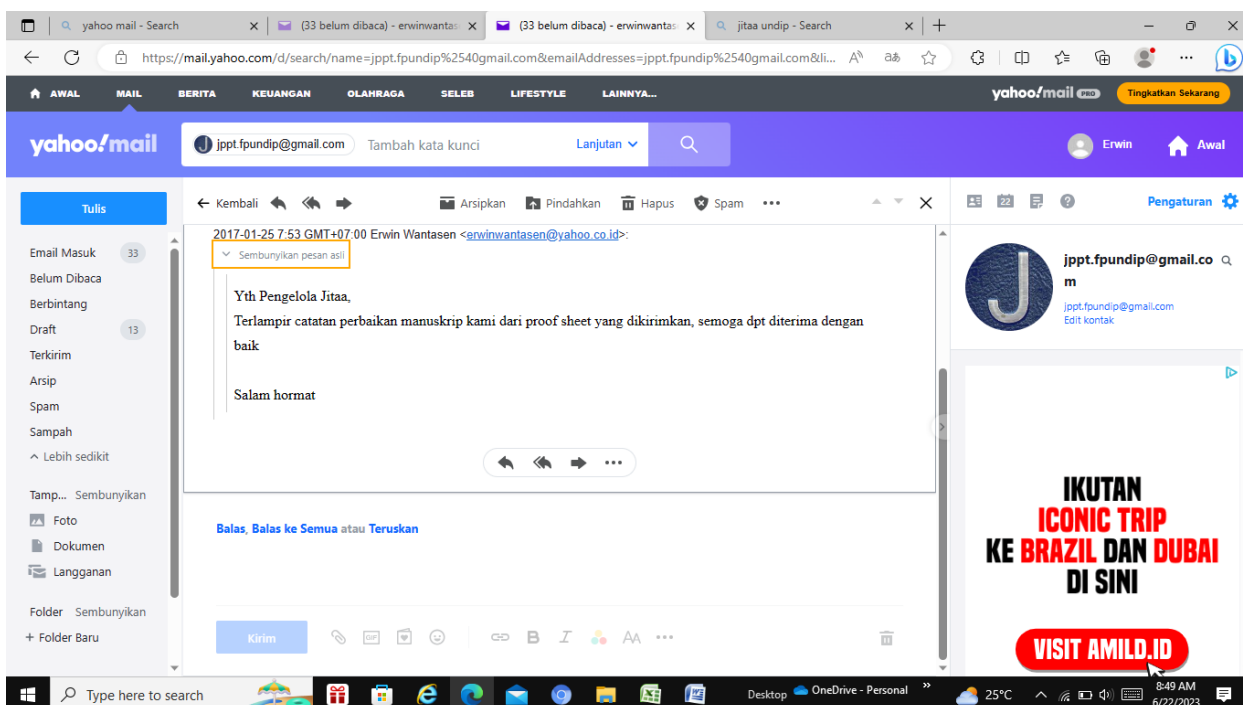 yahoo mail - Search
(33 belum dibaca) - erwinwantas
(33 belum dibaca) - erwinwantas
jitaa undip - Search
https://mail.yahoo.com/d/search/name=jppt.fpundip%2540gmail.com&emailAddresses=jppt.fpundip%2540gmail.com&li...
AWAL MAIL BERITA KEUANGAN OLAHRAGA SELEB LIFESTYLE LAINNYA...
yahoo!mail PRO Tingkatkan Sekarang
yahoo!mail
J jppt.fpundip@gmail.com Tambah kata kunci Lanjutan
Erwin Awal
Tulis
Kembali Arsipkan Pindahkan Hapus Spam
22
Pengaturan
Email Masuk 33
Belum Dibaca
Berbintang
Draft 13
Terkirim
Arsip
Spam
Sampah
Lebih sedikit
Tamp... Sembunyikan
Foto
Dokumen
Langganan
Folder Sembunyikan
+ Folder Baru
2017-01-25 7:53 GMT+07:00 Erwin Wantasen <erwinwantasen@yahoo.co.id>:
Sembunyikan pesan asli
Yth Pengelola Jitaa,
Terlampir catatan perbaikan manuskrip kami dari proof sheet yang dikirimkan, semoga dpt diterima dengan
baik
Salam hormat
Balas, Balas ke Semua atau Teruskan
Kirim
GIF
B I AA
J
jppt.fpundip@gmail.co
m
jppt.fpundip@gmail.com
Edit kontak
IKUTAN
ICONIC TRIP
KE BRAZIL DAN DUBAI
DI SINI
VISIT AMILD.ID
Type here to search
Desktop
OneDrive - Personal
25°C
8:49 AM
6/22/2023